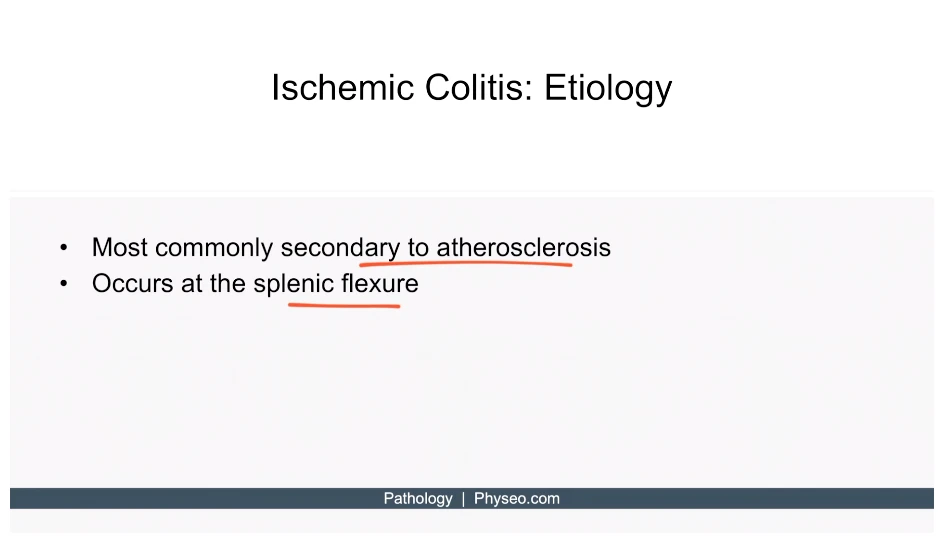 Ischemic Colitis: Etiology
• Most commonly secondary to atherosclerosis
• Occurs at the splenic flexure
Pathology | Physeo.com